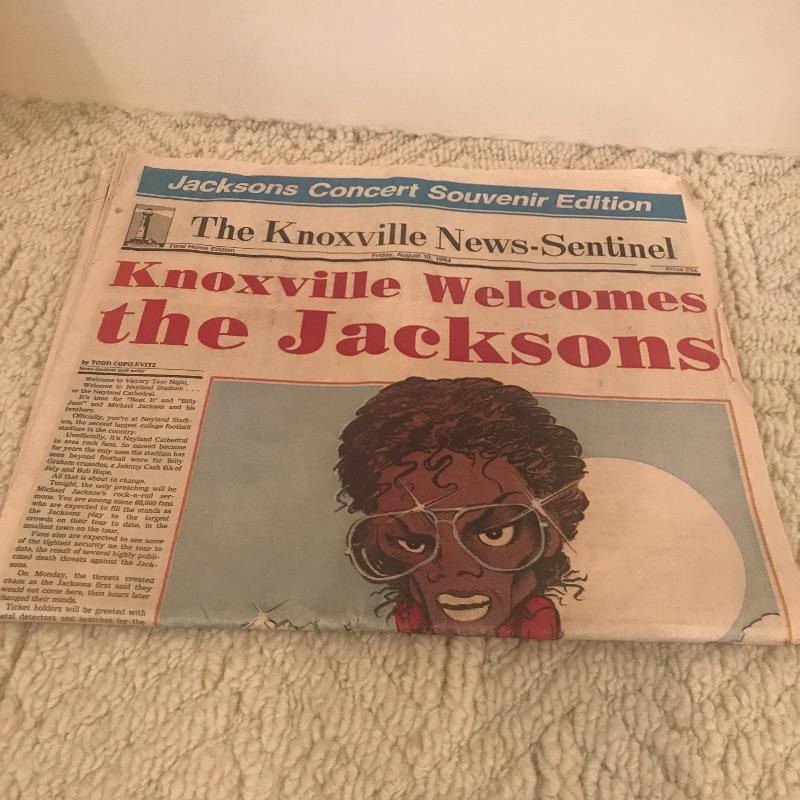 Jacksons Concert Souvenir Edition
The Knoxville News-Sentinel
Final Home Edition
Friday, August 10, 1984
Price 25¢
Knoxville Welcomes
the Jacksons
by TODD COPILEVITZ
News-Sentinel staff writer
Welcome to Victory Tour Night.
Welcome to Neyland Stadium . . .
or the Neyland Cathedral.
It's time for "Beat It" and "Billy
Jean" and Michael Jackson and his
brothers.
Officially, you're at Neyland Stadi-
um, the second largest college football
stadium in the country.
Unofficially, it's Neyland Cathedral
to area rock fans. So named because
for years the only uses the stadium has
seen beyond football were for Billy
Graham crusades, a Johnny Cash 4th of
July and Bob Hope.
All that is about to change.
Tonight, the only preaching will be
Michael Jackson's rock-n-roll ser-
mons. You are among some 60,000 fans
who are expected to fill the stands as
the Jacksons play to the largest
crowds on their tour to date, in the
smallest town on the tour.
Fans also are expected to see some
of the tightest security on the tour to
date, the result of several highly publi-
cized death threats against the Jack-
sons.
On Monday, the threats created
chaos as the Jacksons first said they
would not come here, then hours later
changed their minds.
Ticket holders will be greeted with
metal detectors and searches for the